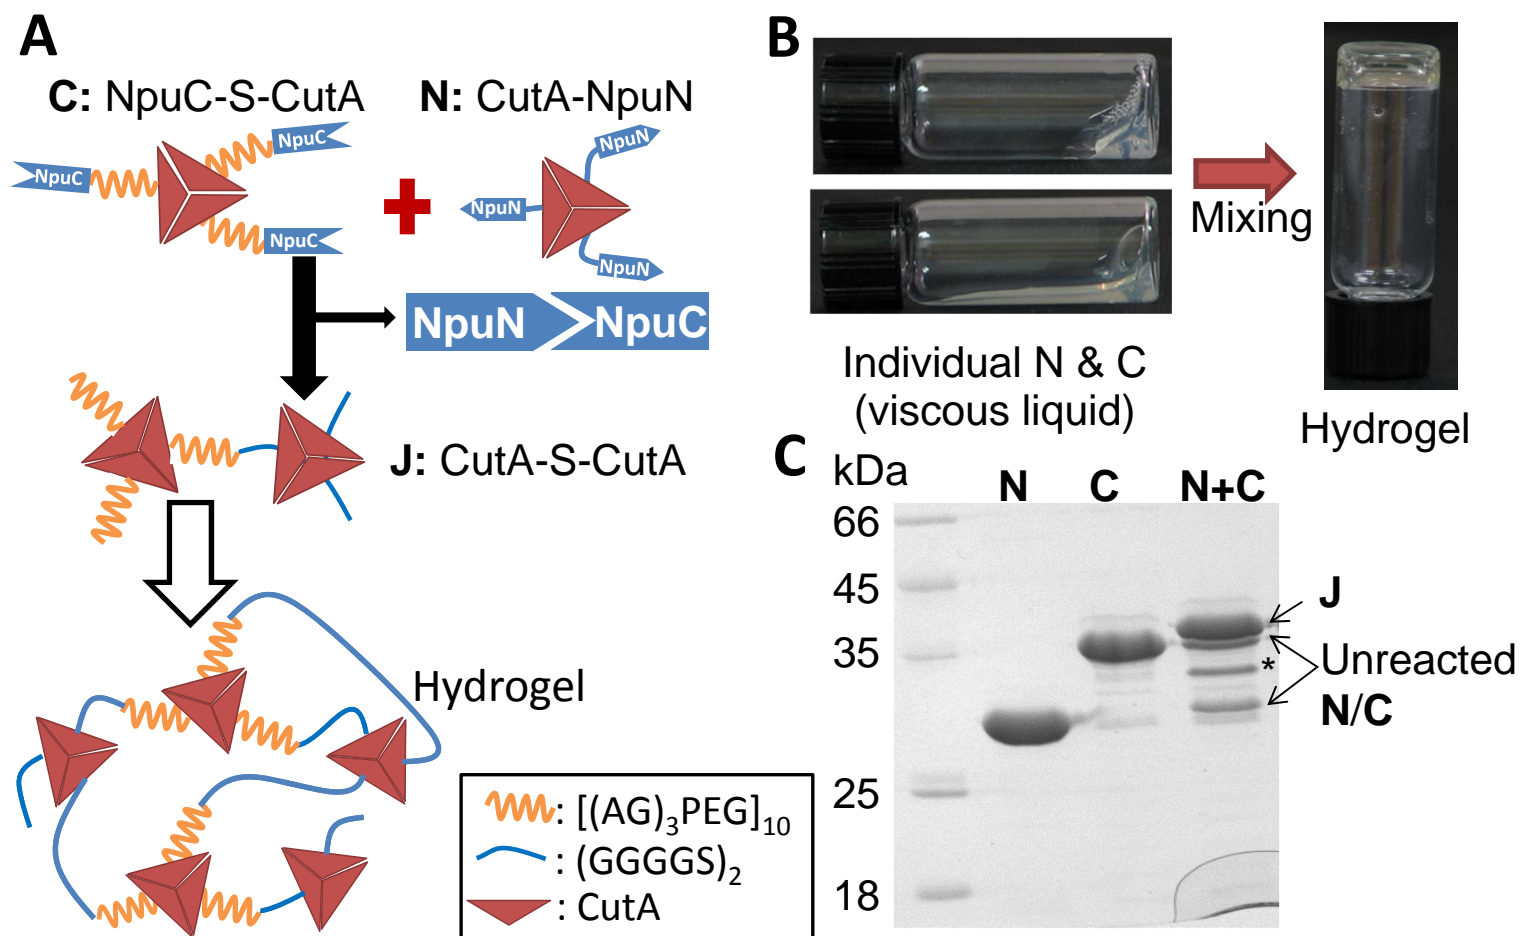 A
C: NpuC-S-CutA
N: CutA-NpuN
NpuC
NpuC
NpuC
NpuN
NpuN
NpuN
NpuN
NpuC
J: CutA-S-CutA
Hydrogel
: [(AG)3PEG]10
: (GGGGS)2
: CutA
B
Mixing
Individual N & C
(viscous liquid)
Hydrogel
C
kDa
N
C
N+C
66
45
35
25
18
J
*
Unreacted
N/C